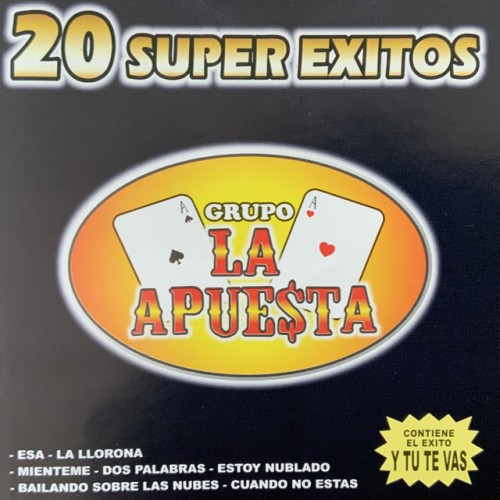 20 SUPER EXITOS
A A
GRUPO
LA
APUE$TA
CONTIENE
EL EXITO
Y TU TE VAS
- ESA - LA LLORONA
- MIENTEME - DOS PALABRAS - ESTOY NUBLADO
- BAILANDO SOBRE LAS NUBES - CUANDO NO ESTAS